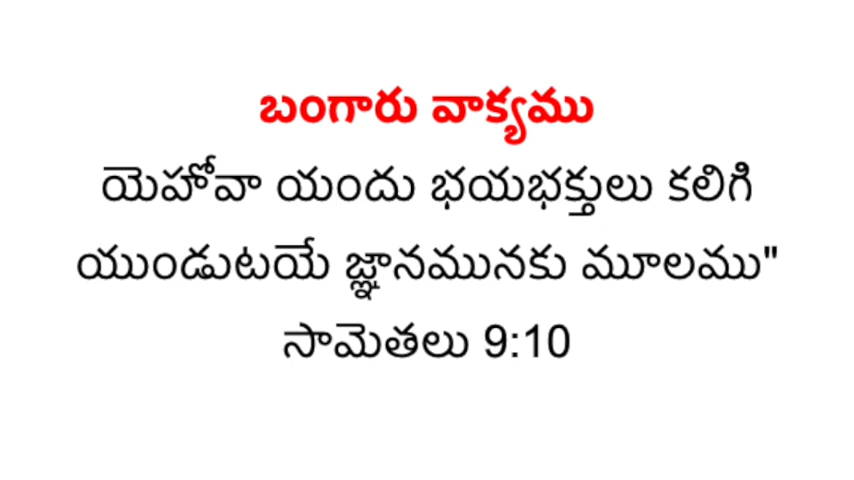 బంగారు వాక్యము
యెహోవా యందు భయభక్తులు కలిగి
యుండుటయే జ్ఞానమునకు మూలము"
సామెతలు 9:10